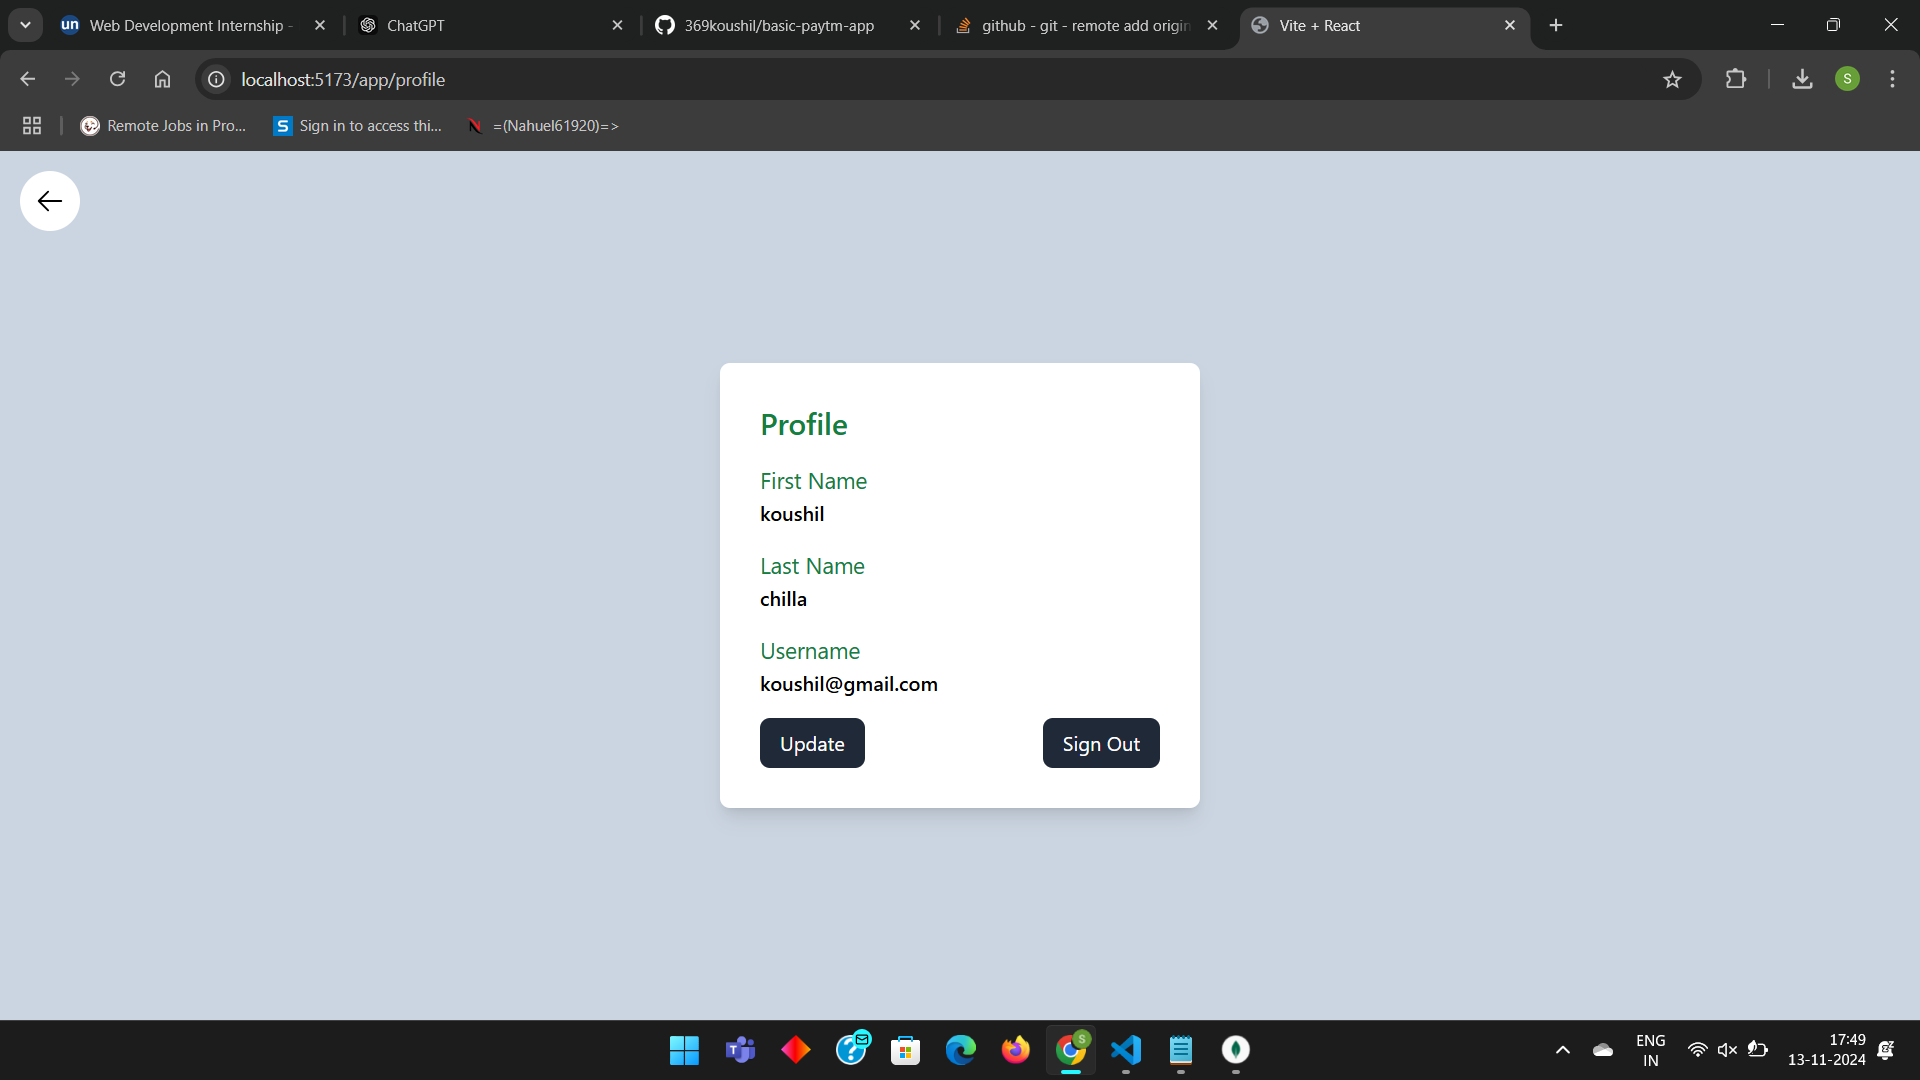 un Web Development Internship -
ChatGPT
369koushil/basic-paytm-app
github - git - remote add origin
Vite + React
localhost:5173/app/profile
S
Remote Jobs in Pro...
S Sign in to access thi...
N =(Nahuel61920)=>
Profile
First Name
koushil
Last Name
chilla
Username
koushil@gmail.com
Update
Sign Out
S
ENG
IN
17:49
13-11-2024